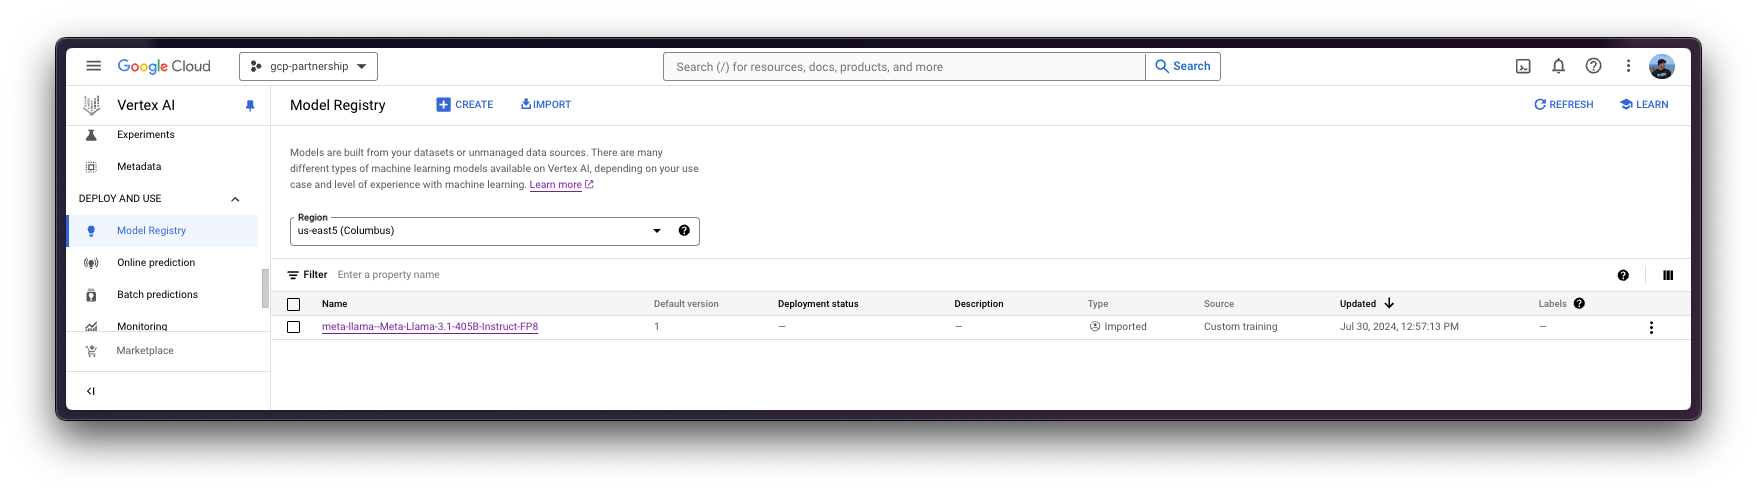 Google Cloud
gcp-partnership
Search (/) for resources, docs, products, and more
Search
Vertex AI
Model Registry
CREATE
IMPORT
REFRESH
LEARN
Experiments
Metadata
DEPLOY AND USE
Model Registry
Online prediction
Batch predictions
Monitoring
Marketplace
Models are built from your datasets or unmanaged data sources. There are many
different types of machine learning models available on Vertex AI, depending on your use
case and level of experience with machine learning. Learn more
Region
us-east5 (Columbus)
Filter Enter a property name
Name Default version Deployment status Description Type Source Updated Labels
meta-llama--Meta-Llama-3.1-405B-Instruct-FP8 1 — — Imported Custom training Jul 30, 2024, 12:57:13 PM —